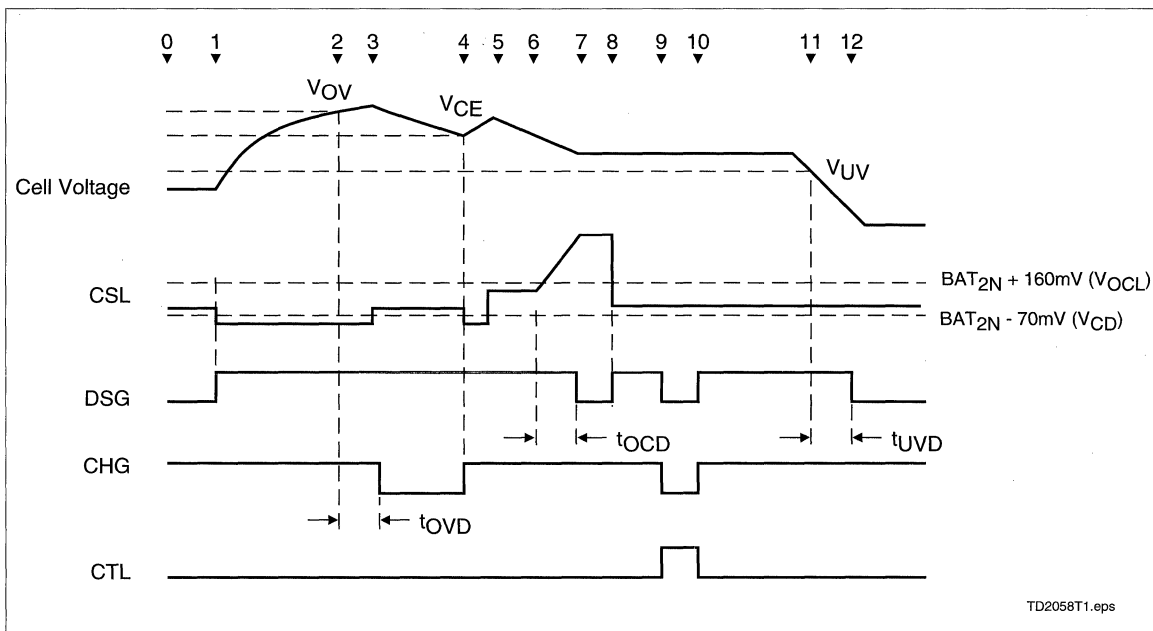 0 1 2 3 4 5 6 7 8 9 10 11 12
VOV
VCE
VUV
Cell Voltage
CSL
BAT2N + 160mV (VOCL)
BAT2N - 70mV (VCD)
DSG
tOCD
tUVD
CHG
tOVD
CTL
TD2058T1.eps